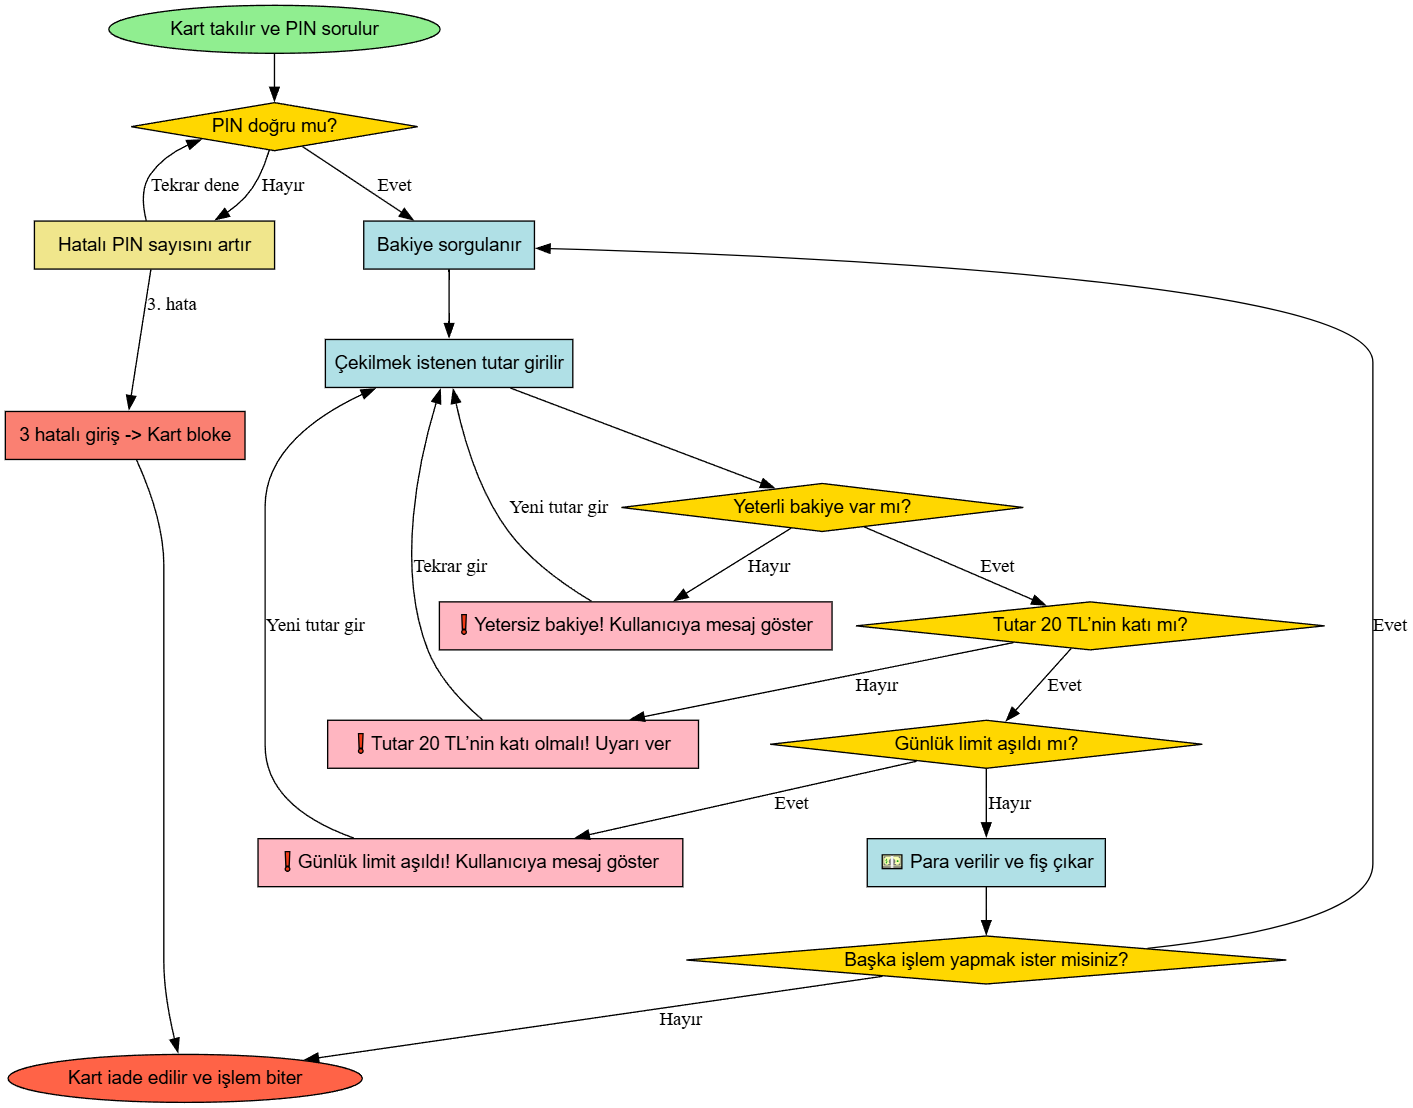 Kart takılır ve PIN sorulur
PIN doğru mu?
Tekrar dene
Hayır
Evet
Hatalı PIN sayısını artır
Bakiye sorgulanır
3. hata
Çekilmek istenen tutar girilir
3 hatalı giriş -> Kart bloke
Yeni tutar gir
Yeterli bakiye var mı?
Tekrar gir
Hayır
Evet
Yeni tutar gir
❗Yetersiz bakiye! Kullanıcıya mesaj göster
Tutar 20 TL’nin katı mı?
Evet
Hayır
Evet
❗Tutar 20 TL’nin katı olmalı! Uyarı ver
Günlük limit aşıldı mı?
Evet
Hayır
❗Günlük limit aşıldı! Kullanıcıya mesaj göster
💵 Para verilir ve fiş çıkar
Başka işlem yapmak ister misiniz?
Hayır
Kart iade edilir ve işlem biter